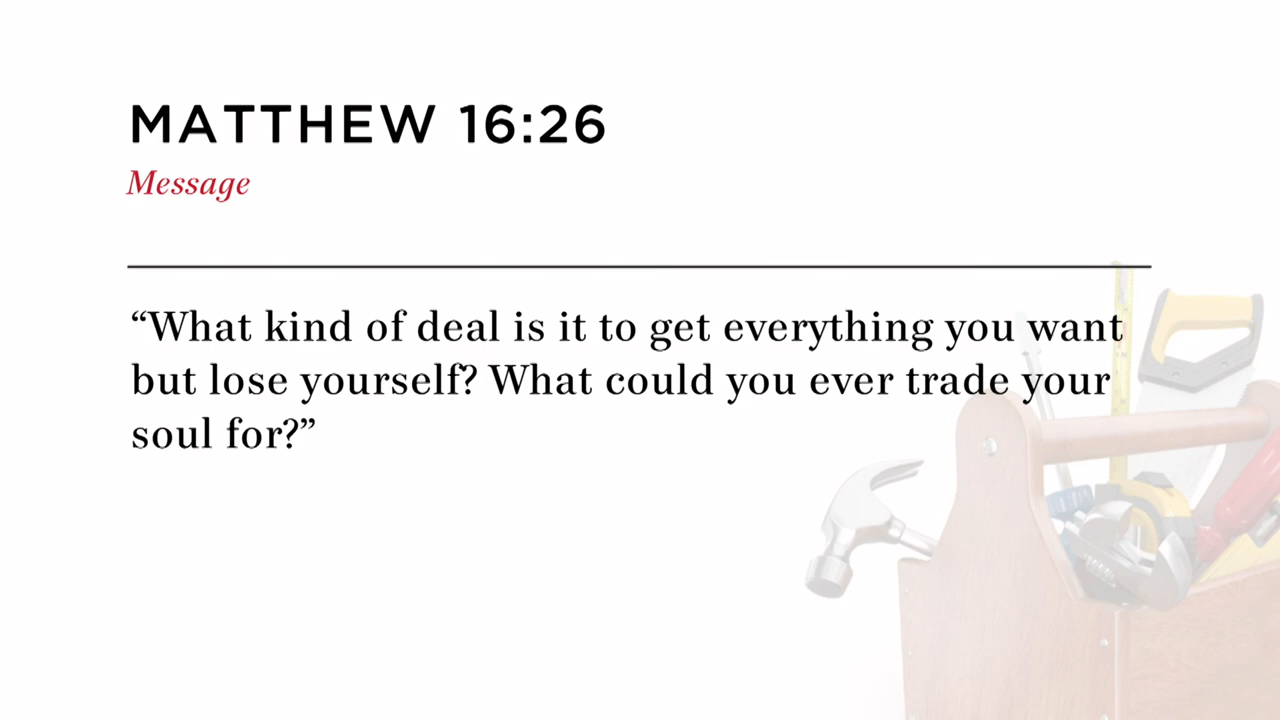 MATTHEW 16:26
Message
“What kind of deal is it to get everything you want
but lose yourself? What could you ever trade your
soul for?”